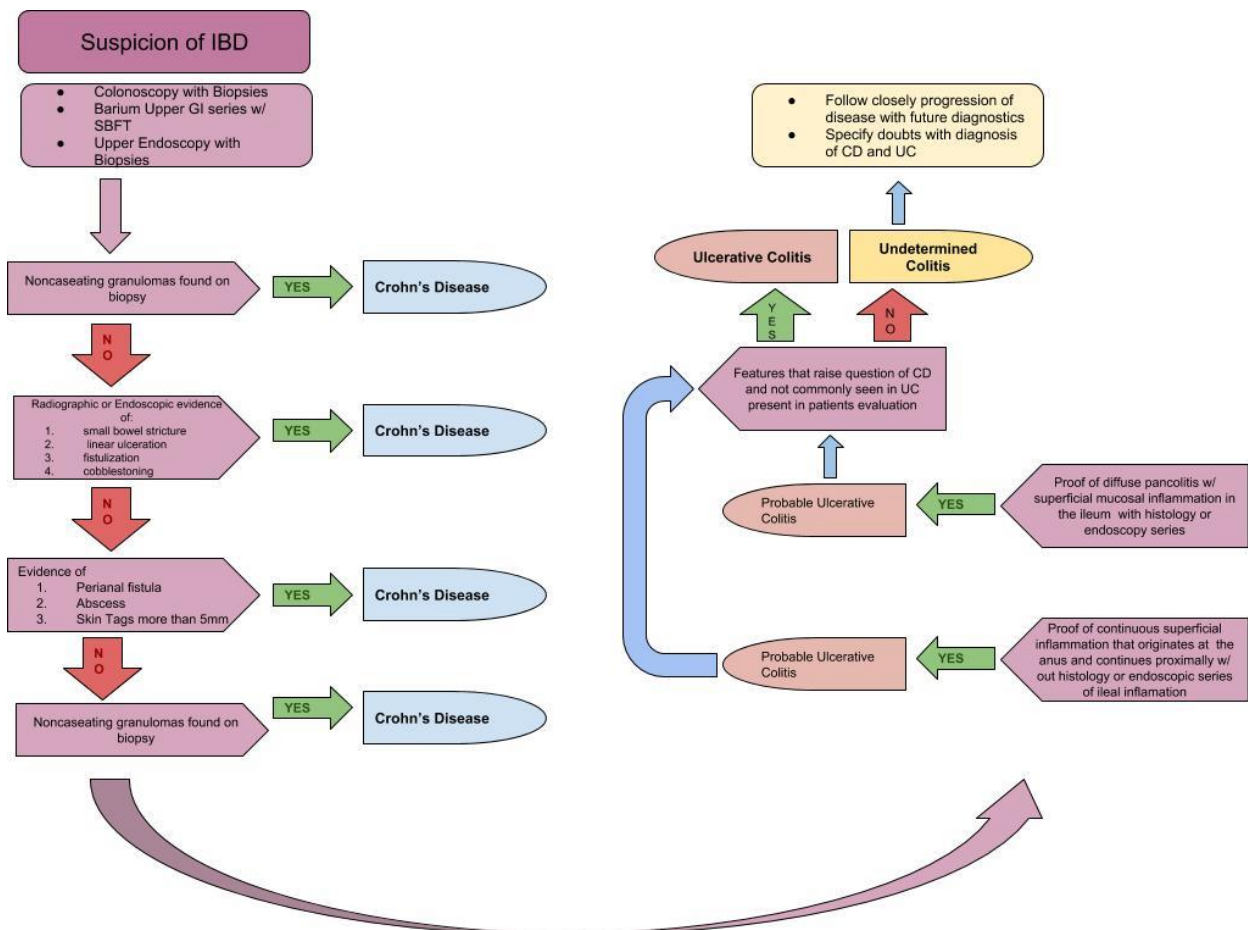 Suspicion of IBD
● Colonoscopy with Biopsies
● Barium Upper GI series w/
SBFT
● Upper Endoscopy with
Biopsies
Noncaseating granulomas found on
biopsy
YES
Crohn's Disease
N
O
Radiographic or Endoscopic evidence
of:
1. small bowel stricture
2. linear ulceration
3. fistulization
4. cobblestoning
YES
Crohn's Disease
N
O
Evidence of
1. Perianal fistula
2. Abscess
3. Skin Tags more than 5mm
YES
Crohn's Disease
N
O
Noncaseating granulomas found on
biopsy
YES
Crohn's Disease
● Follow closely progression of
disease with future diagnostics
● Specify doubts with diagnosis
of CD and UC
Ulcerative Colitis
Undetermined
Colitis
Y
E
S
N
O
Features that raise question of CD
and not commonly seen in UC
present in patients evaluation
Probable Ulcerative
Colitis
YES
Proof of diffuse pancolitis w/
superficial mucosal inflammation in
the ileum with histology or
endoscopy series
Probable Ulcerative
Colitis
YES
Proof of continuous superficial
inflammation that originates at the
anus and continues proximally w/
out histology or endoscopic series
of ileal inflamation